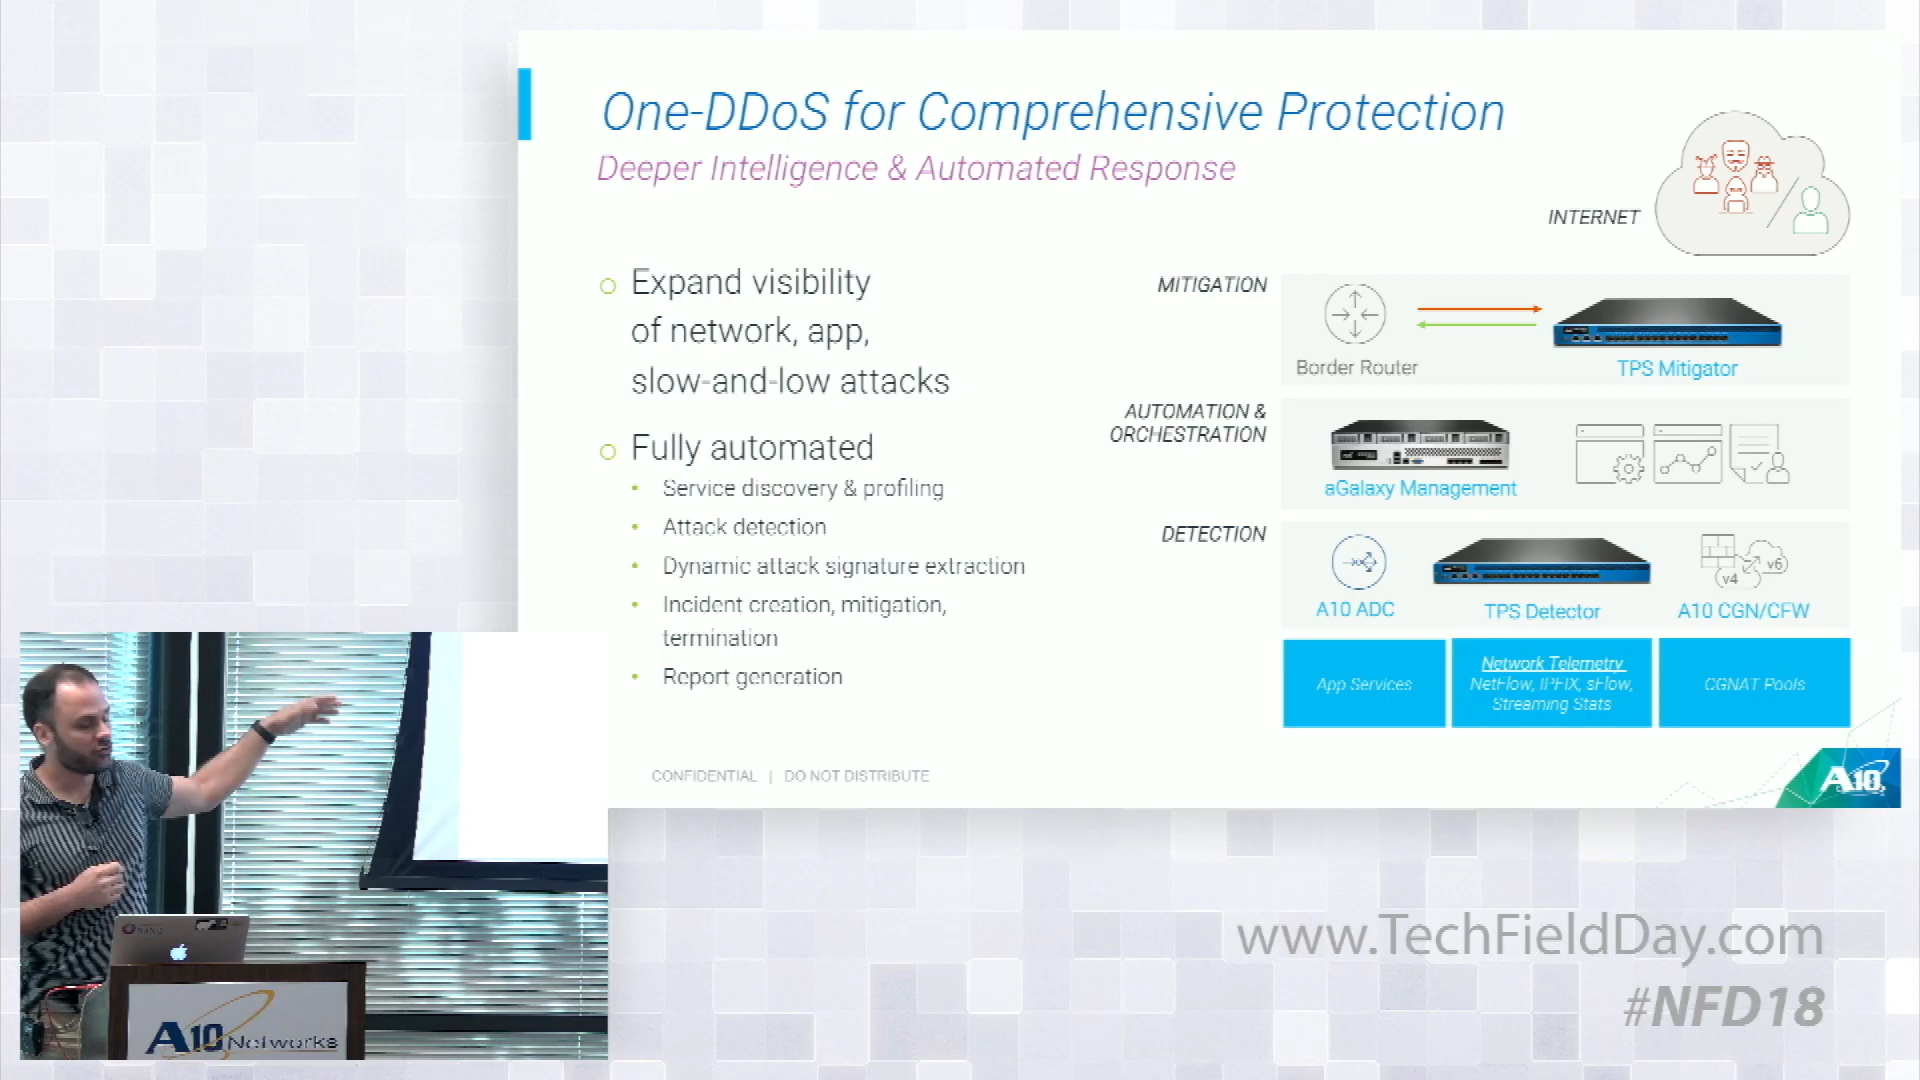 One-DDoS for Comprehensive Protection
Deeper Intelligence & Automated Response
Expand visibility
of network, app,
slow-and-low attacks
Fully automated
Service discovery & profiling
Attack detection
Dynamic attack signature extraction
Incident creation, mitigation,
termination
Report generation
INTERNET
MITIGATION
Border Router
TPS Mitigator
AUTOMATION &
ORCHESTRATION
aGalaxy Management
DETECTION
v4
v6
A10 ADC
TPS Detector
A10 CGN/CFW
App Services
Network Telemetry
NetFlow, IPFIX, sFlow,
Streaming Stats
CGNAT Pools
CONFIDENTIAL | DO NOT DISTRIBUTE
A10
A10 Networks
www.TechFieldDay.com
#NFD18